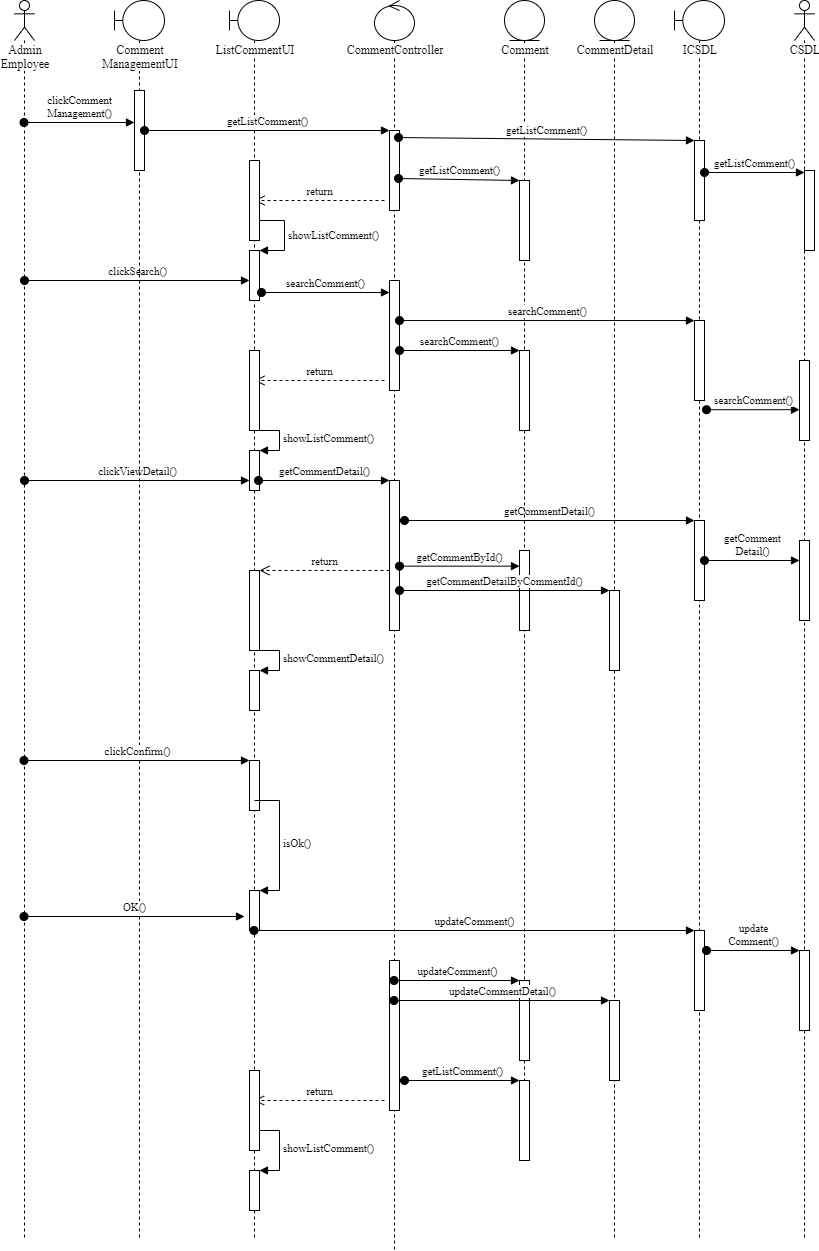 Admin
Employee
Comment
ManagementUI
ListCommentUI
CommentController
Comment
CommentDetail
ICSDL
CSDL
clickComment
Management()
getListComment()
getListComment()
getListComment()
getListComment()
return
showListComment()
clickSearch()
searchComment()
searchComment()
searchComment()
return
searchComment()
showListComment()
clickViewDetail()
getCommentDetail()
getCommentDetail()
getComment
Detail()
getCommentById()
return
getCommentDetailByCommentId()
showCommentDetail()
clickConfirm()
isOk()
OK()
updateComment()
update
Comment()
updateComment()
updateCommentDetail()
getListComment()
return
showListComment()